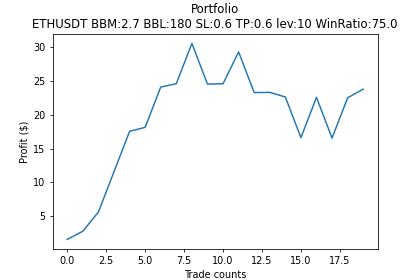 Portfolio
ETHUSDT BBM:2.7 BBL:180 SL:0.6 TP:0.6 lev:10 WinRatio:75.0
30
25
20
15
10
5
Profit ($)
0.0 2.5 5.0 7.5 10.0 12.5 15.0 17.5
Trade counts